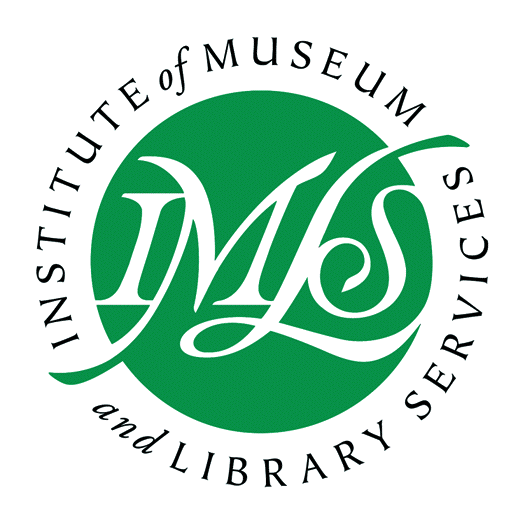 INSTITUTE of MUSEUM
and LIBRARY SERVICES
IMLS